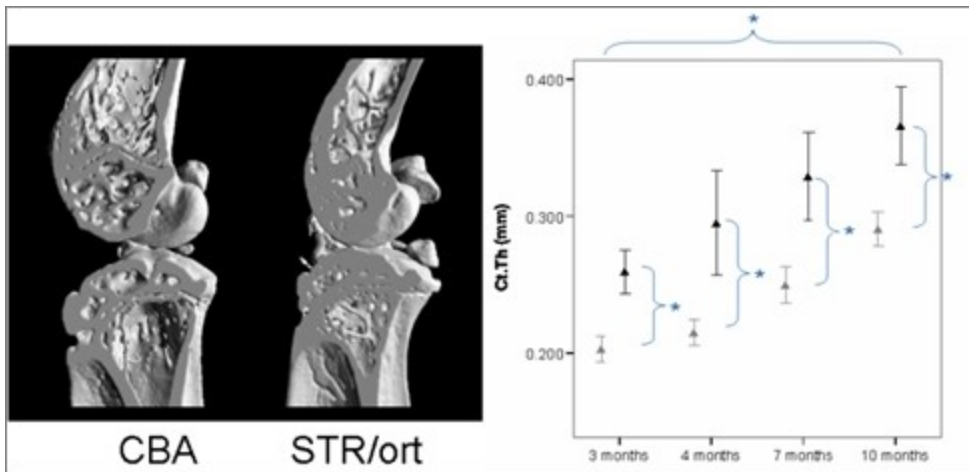 CBA
STR/ort
Ct.Th (mm)
0.400
0.300
0.200
3 months
4 months
7 months
10 months
*
*
*
*
*